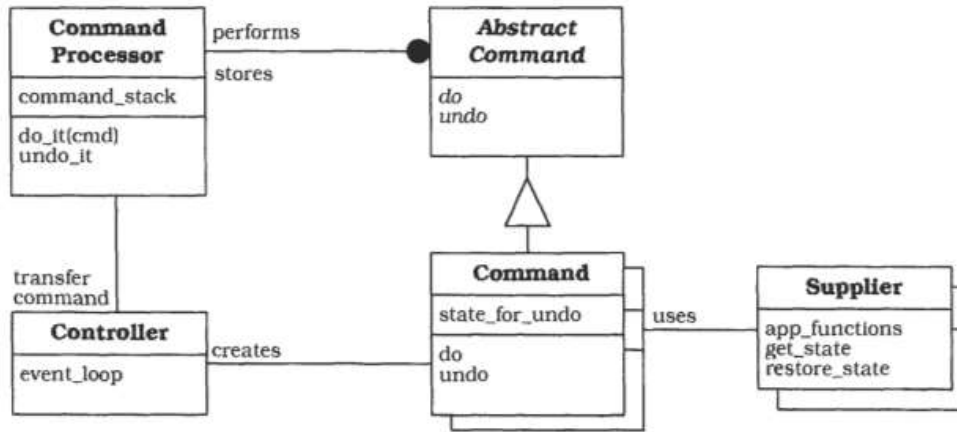 Command
Processor
command_stack
do_it(cmd)
undo_it
performs
stores
Abstract
Command
do
undo
transfer
command
Controller
event_loop
creates
Command
state_for_undo
do
undo
uses
Supplier
app_functions
get_state
restore_state